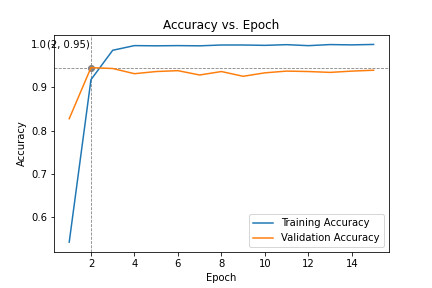 Accuracy vs. Epoch
(2, 0.95)
1.0
0.9
0.8
0.7
0.6
Accuracy
2
4
6
8
10
12
14
Epoch
Training Accuracy
Validation Accuracy